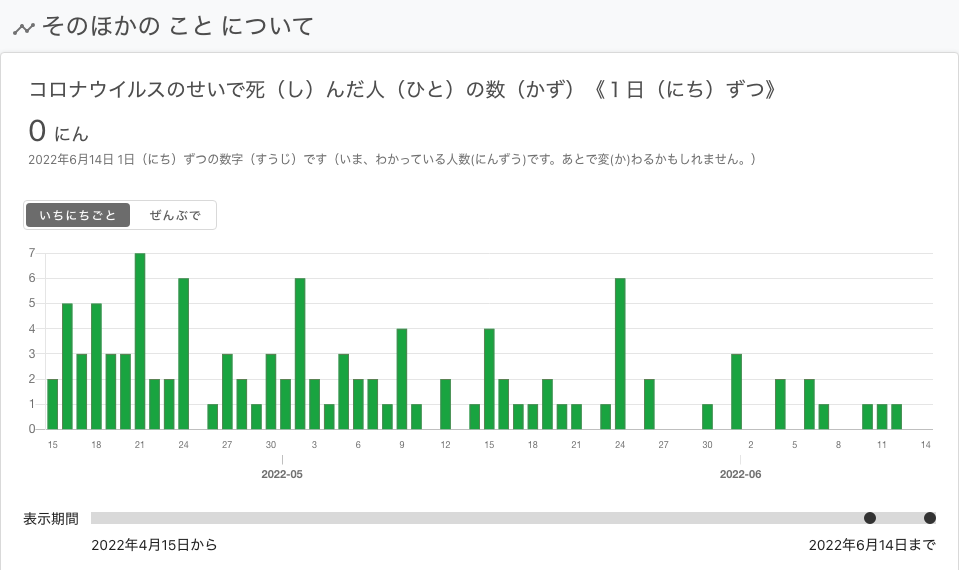 そのほかの こと について
コロナウイルスのせいで死（し）んだ人（ひと）の数（かず）《１日（にち）ずつ》
0 にん
2022年6月14日 1日（にち）ずつの数字（すうじ）です（いま、わかっている人数(にんずう)です。あとで変(か)わるかもしれません。）
いちにちごと ぜんぶで
7
6
5
4
3
2
1
0
15 18 21 24 27 30 3 6 9 12 15 18 21 24 27 30 2 5 8 11 14
2022-05 2022-06
表示期間
2022年4月15日から 2022年6月14日まで